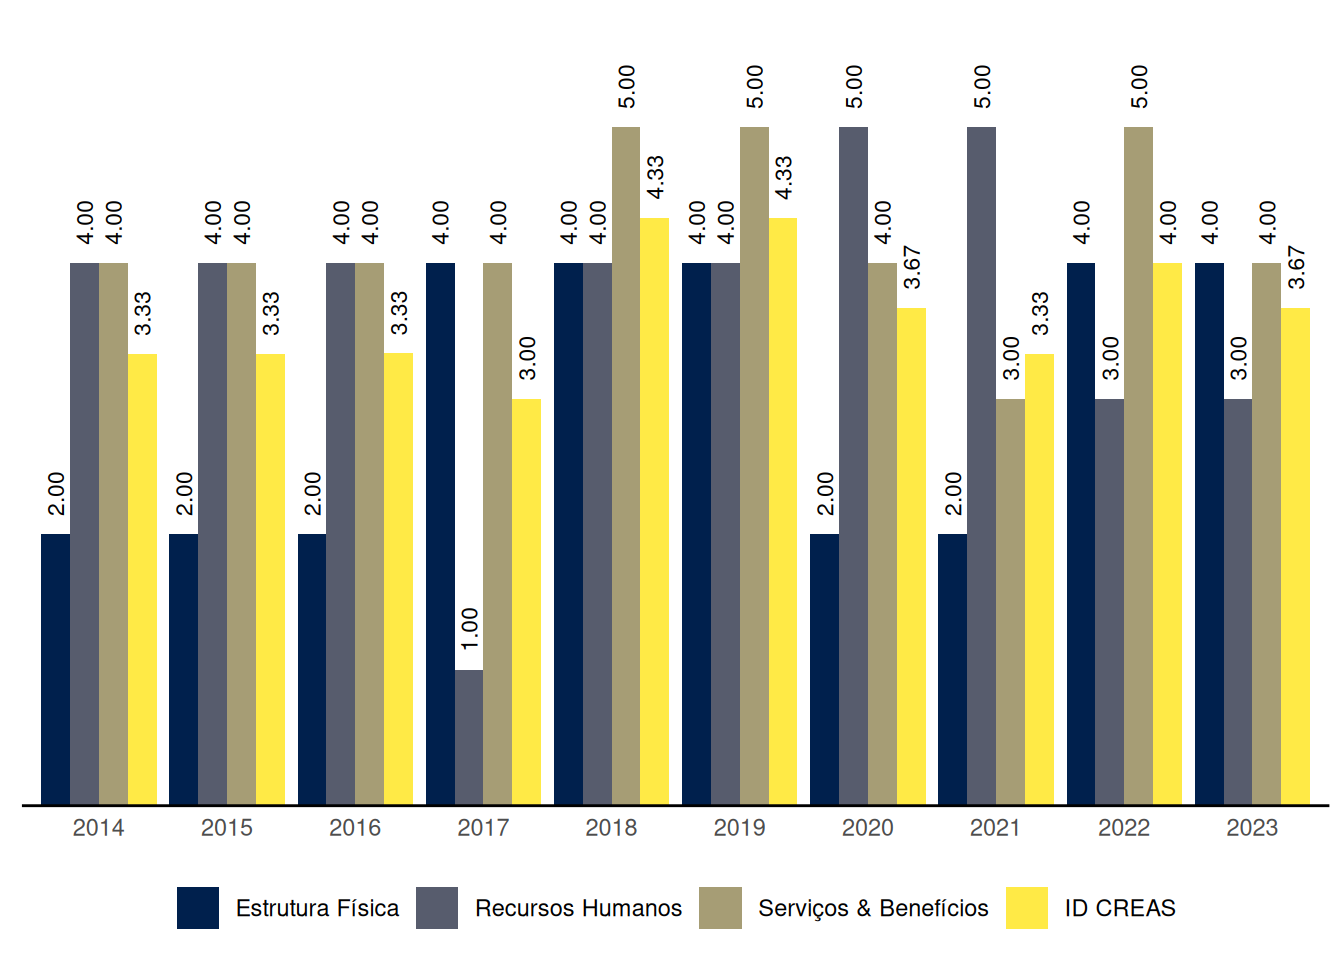 5.00 5.00 5.00 5.00 5.00
4.33 4.33
4.00 4.00 4.00 4.00 4.00 4.00 4.00 4.00 4.00 4.00 4.00 4.00 4.00 4.00 4.00 4.00 4.00
3.67 3.67
3.33 3.33 3.33 3.33
3.00 3.00 3.00 3.00
2.00 2.00 2.00 2.00 2.00
1.00
2014 2015 2016 2017 2018 2019 2020 2021 2022 2023
Estrutura Física Recursos Humanos Serviços & Benefícios ID CREAS